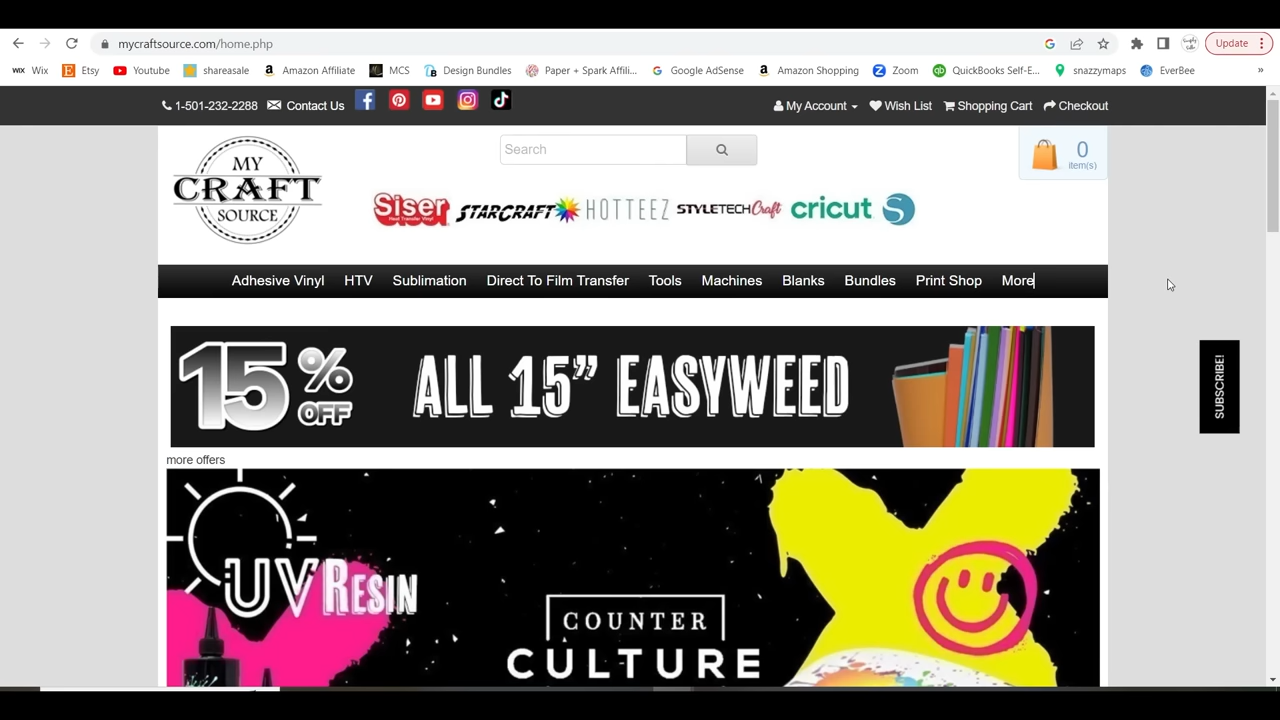 mycraftsource.com/home.php
Update
WIX Wix Etsy Youtube shareasale Amazon Affiliate MCS Design Bundles Paper + Spark Affili... Google AdSense Amazon Shopping Zoom QuickBooks Self-E... snazzymaps EverBee »
1-501-232-2288 Contact Us My Account Wish List Shopping Cart Checkout
MY
CRAFT
SOURCE
Search
0
item(s)
Siser
Heat Transfer Vinyl
STARCRAFT HOTTEEZ STYLETECH Craft cricut S
Adhesive Vinyl HTV Sublimation Direct To Film Transfer Tools Machines Blanks Bundles Print Shop More
15% OFF ALL 15” EASYWEED
SUBSCRIBE!
more offers
UV RESIN
COUNTER
CULTURE